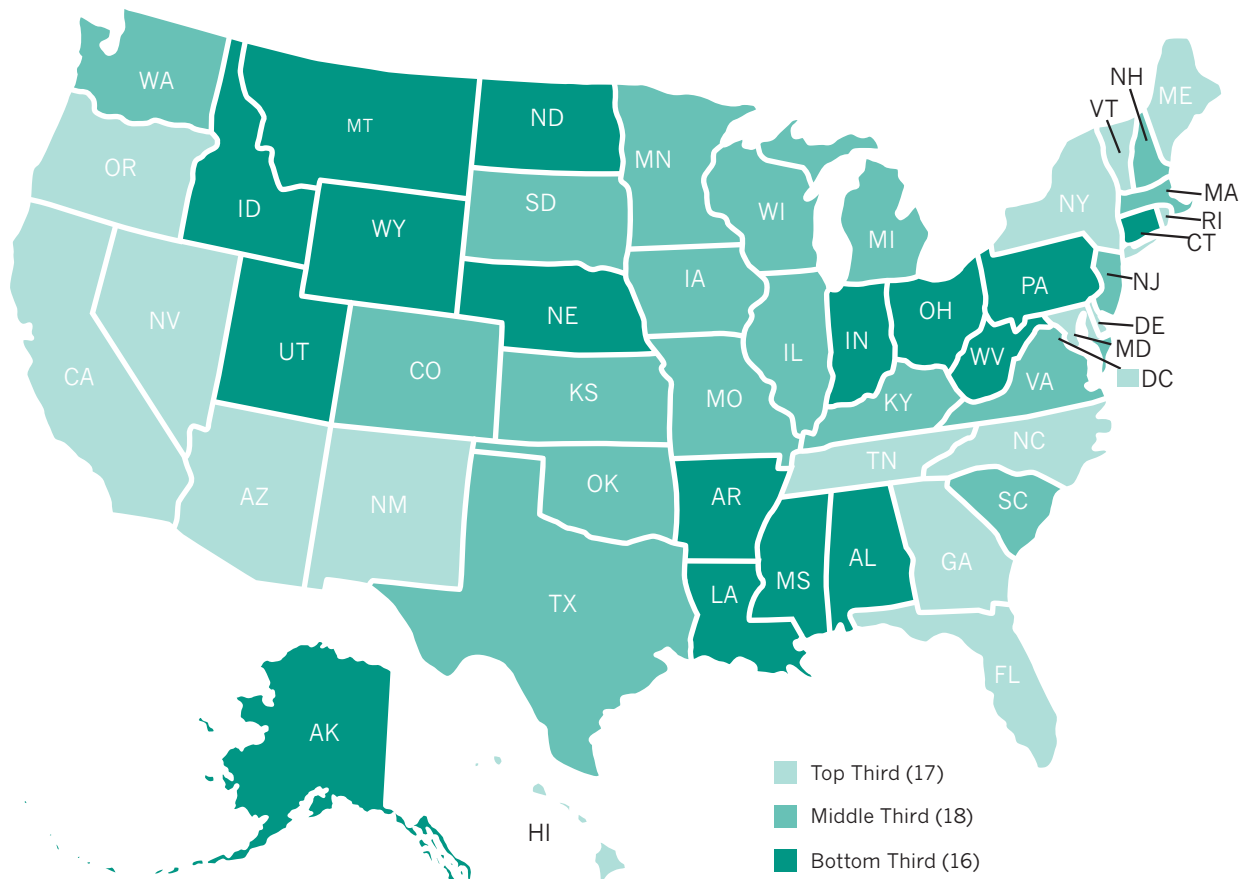 WA
OR
CA
NV
ID
MT
WY
UT
AZ
CO
NM
ND
SD
NE
KS
OK
TX
MN
IA
MO
AR
LA
WI
IL
MI
IN
OH
KY
TN
MS
AL
GA
FL
SC
NC
VA
WV
PA
NY
VT
NH
ME
MA
RI
CT
NJ
DE
MD
DC
AK
HI
Top Third (17)
Middle Third (18)
Bottom Third (16)